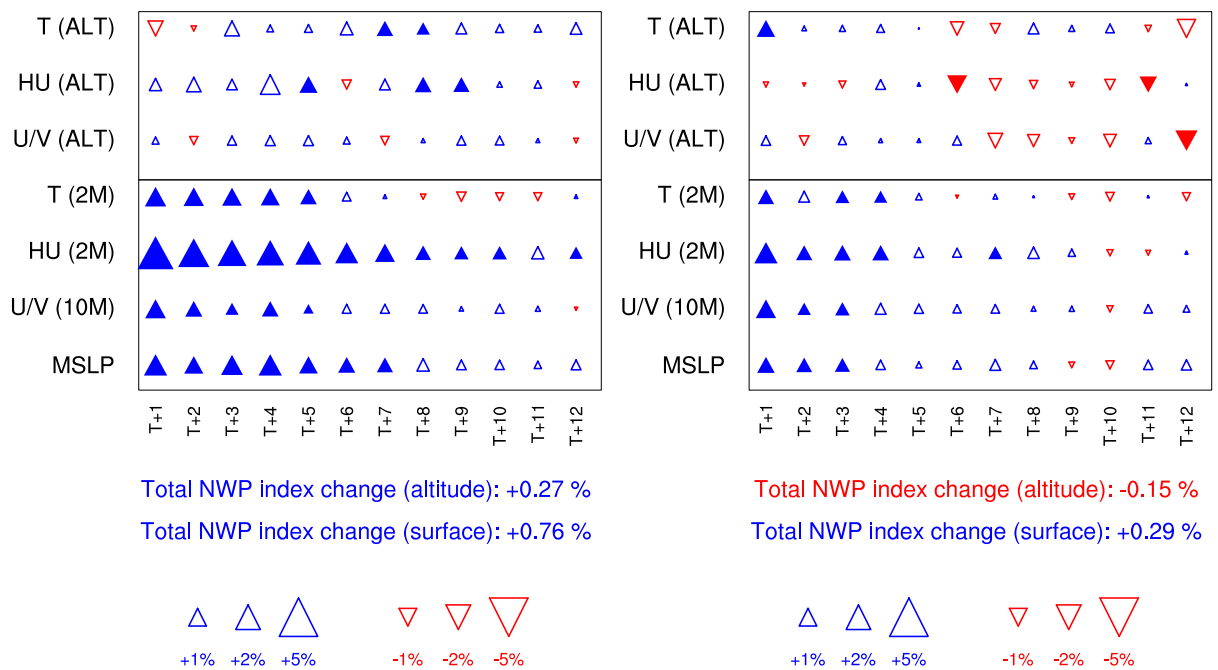 T (ALT)
HU (ALT)
U/V (ALT)
T (2M)
HU (2M)
U/V (10M)
MSLP
T+1 T+2 T+3 T+4 T+5 T+6 T+7 T+8 T+9 T+10 T+11 T+12
Total NWP index change (altitude): +0.27 %
Total NWP index change (surface): +0.76 %
+1% +2% +5% -1% -2% -5%
T (ALT)
HU (ALT)
U/V (ALT)
T (2M)
HU (2M)
U/V (10M)
MSLP
T+1 T+2 T+3 T+4 T+5 T+6 T+7 T+8 T+9 T+10 T+11 T+12
Total NWP index change (altitude): -0.15 %
Total NWP index change (surface): +0.29 %
+1% +2% +5% -1% -2% -5%